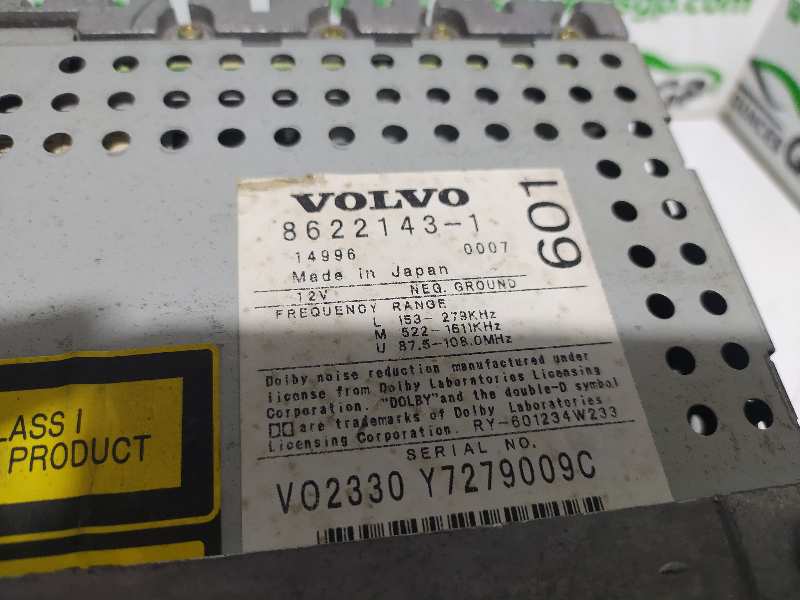 VOLVO
8622143-1
14996 0007
601
Made in Japan
12V NEG. GROUND
FREQUENCY RANGE
L 153-279KHz
M 522-1611KHz
U 87.5-108.0MHz
Dolby noise reduction manufactured under
license from Dolby Laboratories Licensing
Corporation. "DOLBY" and the double-D symbol
are trademarks of Dolby Laboratories
Licensing Corporation. RY-601234W233
SERIAL NO.
VO2330 Y7279009C
LASS I
PRODUCT